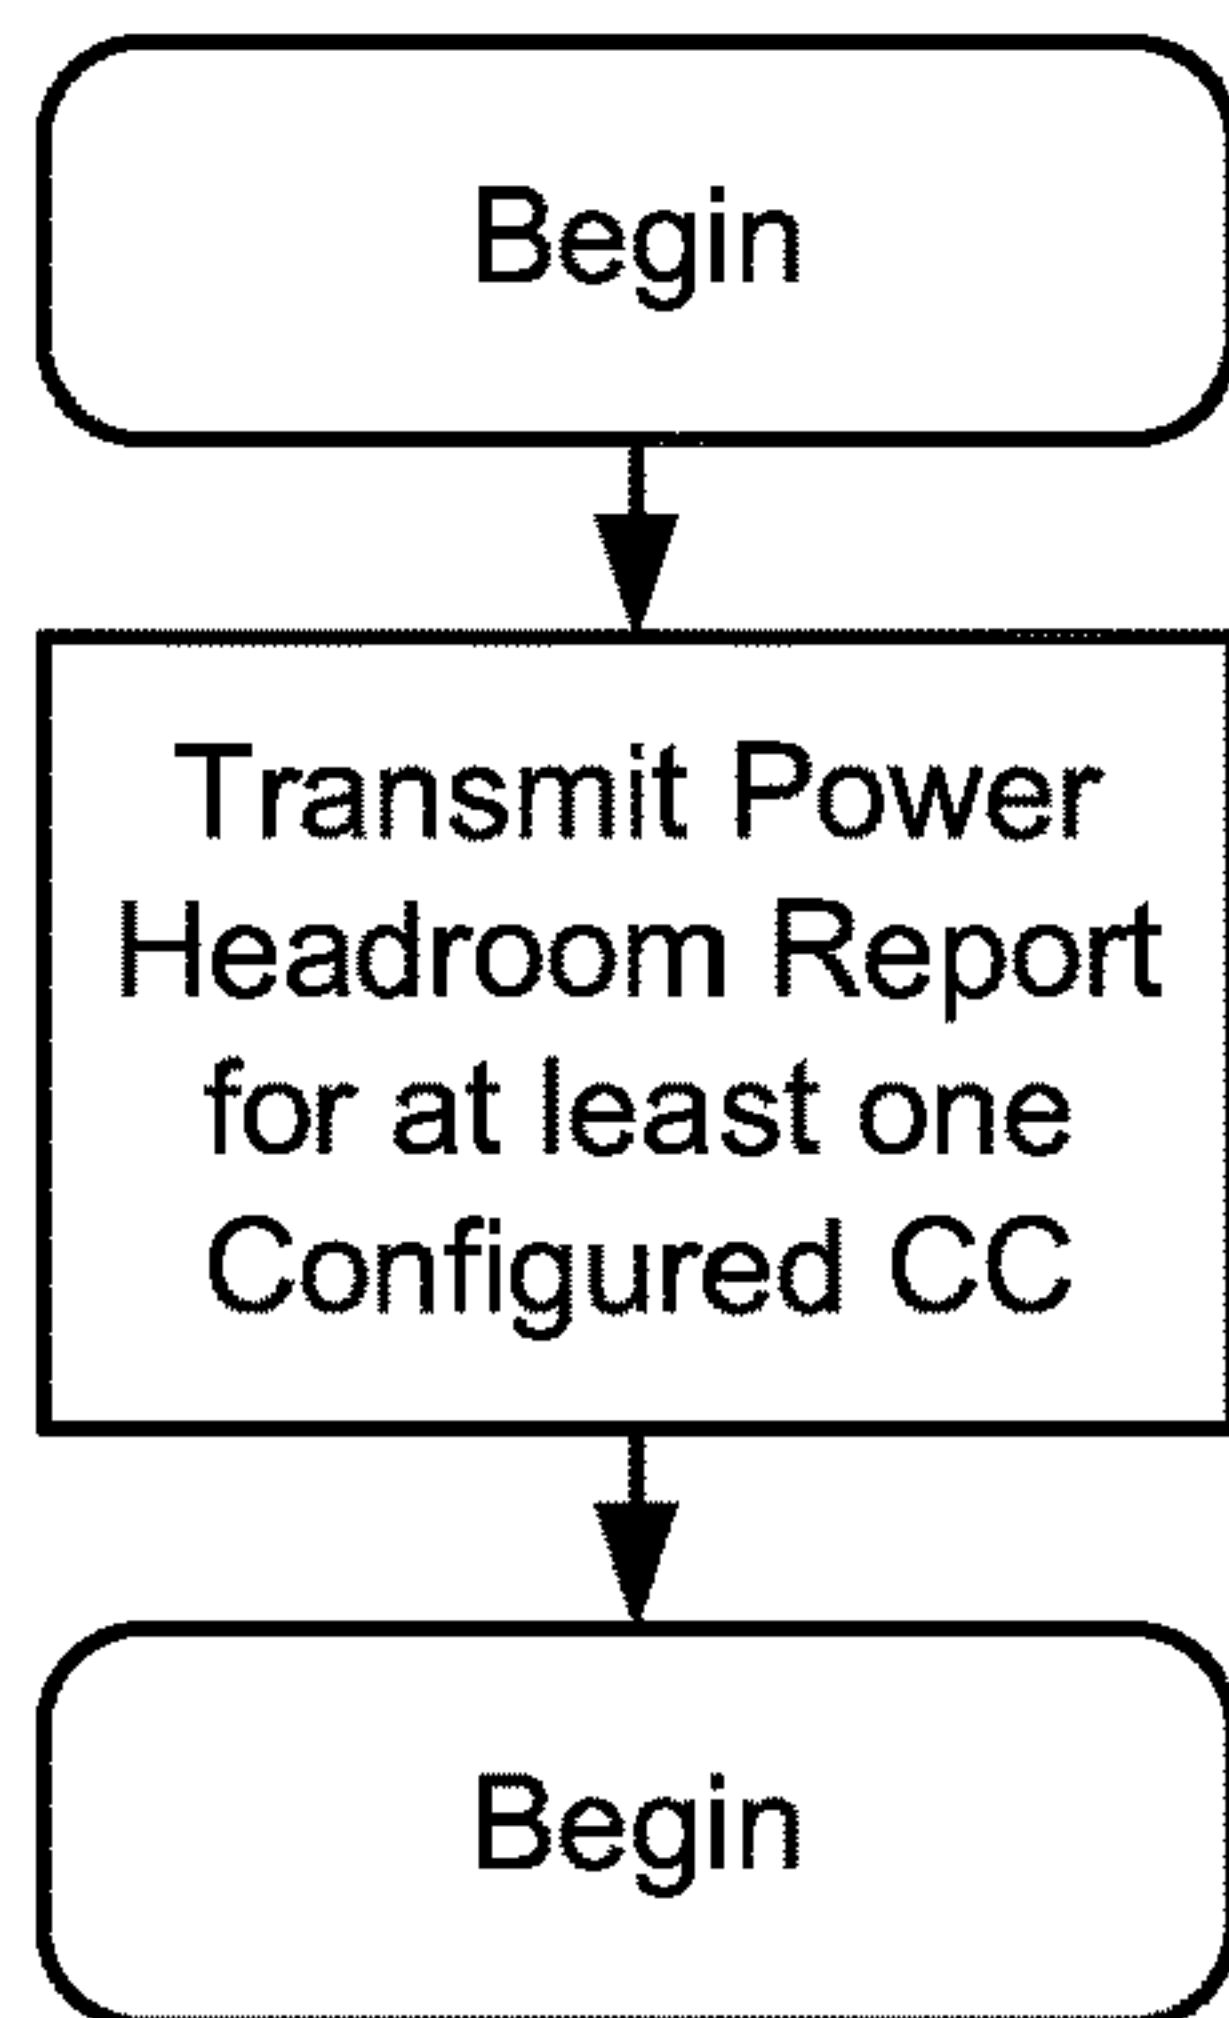 Begin
Transmit Power
Headroom Report
for at least one
Configured CC
Begin